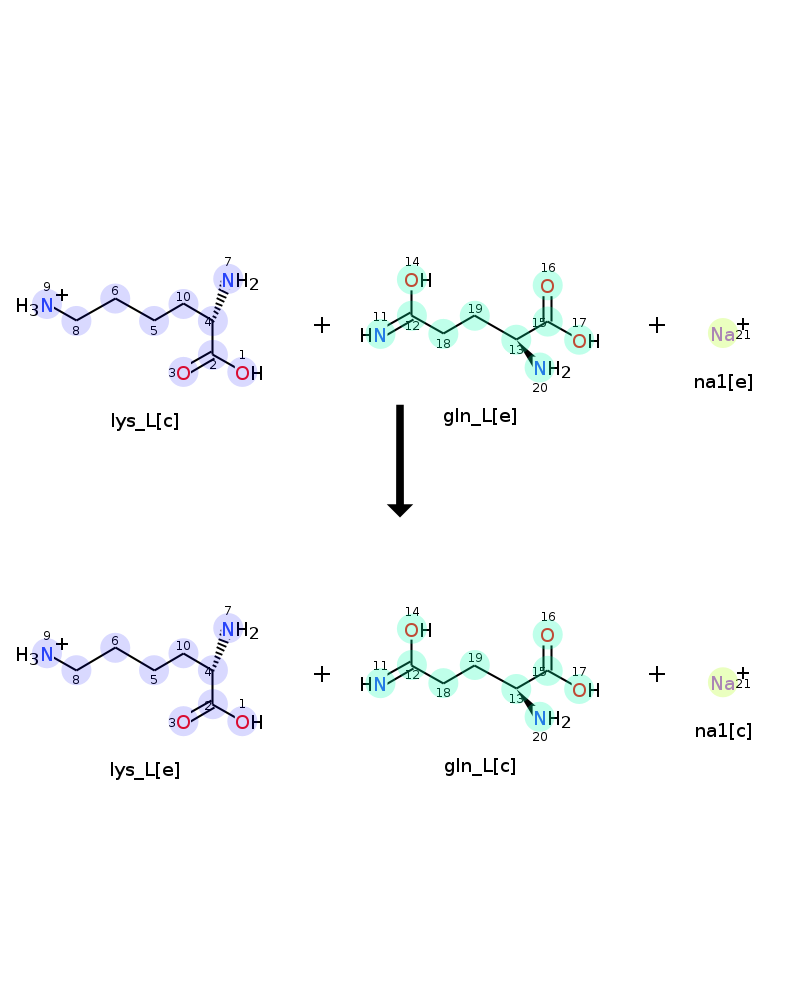 14 16
7
9 NH2 OH O
+ 6 10 19
H3N 4 11 12 15 17 + Na+ 21
8 5 HN 18 13 OH
2 1 NH2
3 O OH 20 na1[e]
lys_L[c] gln_L[e]
14 16
7
9 NH2 OH O
+ 6 10 19
H3N 4 11 12 15 17 + Na+ 21
8 5 HN 18 13 OH
2 1 NH2
3 O OH 20 na1[c]
lys_L[e] gln_L[c]